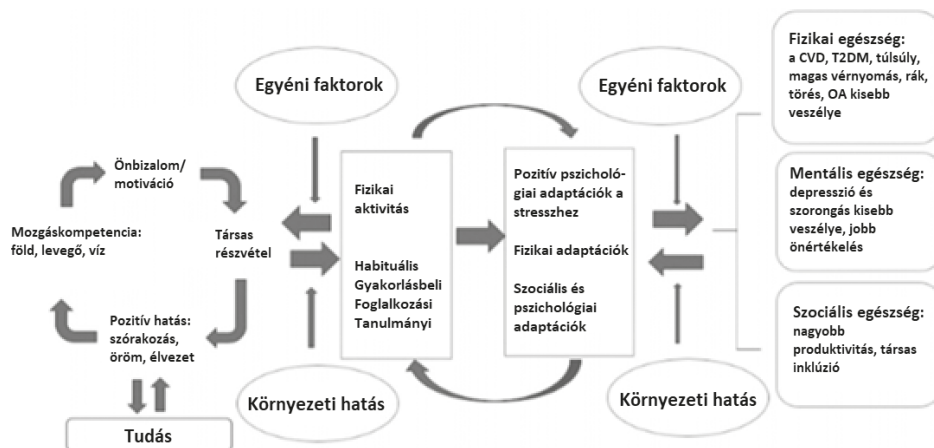 Egyéni faktorok
Önbizalom/
motiváció
Mozgáskompetencia:
föld, levegő, víz
Társas
részvétel
Pozitív hatás:
szórakozás,
öröm, élvezet
Tudás
Fizikai
aktivitás
Habituális
Gyakorlásbeli
Foglalkozási
Tanulmányi
Környezeti hatás
Egyéni faktorok
Pozitív pszicholó-
giai adaptációk a
stresszhez
Fizikai adaptációk
Szociális és
pszichológiai
adaptációk
Környezeti hatás
Fizikai egészség:
a CVD, T2DM, túlsúly,
magas vérnyomás, rák,
törés, OA kisebb
veszélye
Mentális egészség:
depresszió és
szorongás kisebb
veszélye, jobb
önértékelés
Szociális egészség:
nagyobb
produktivitás, társas
inklúzió